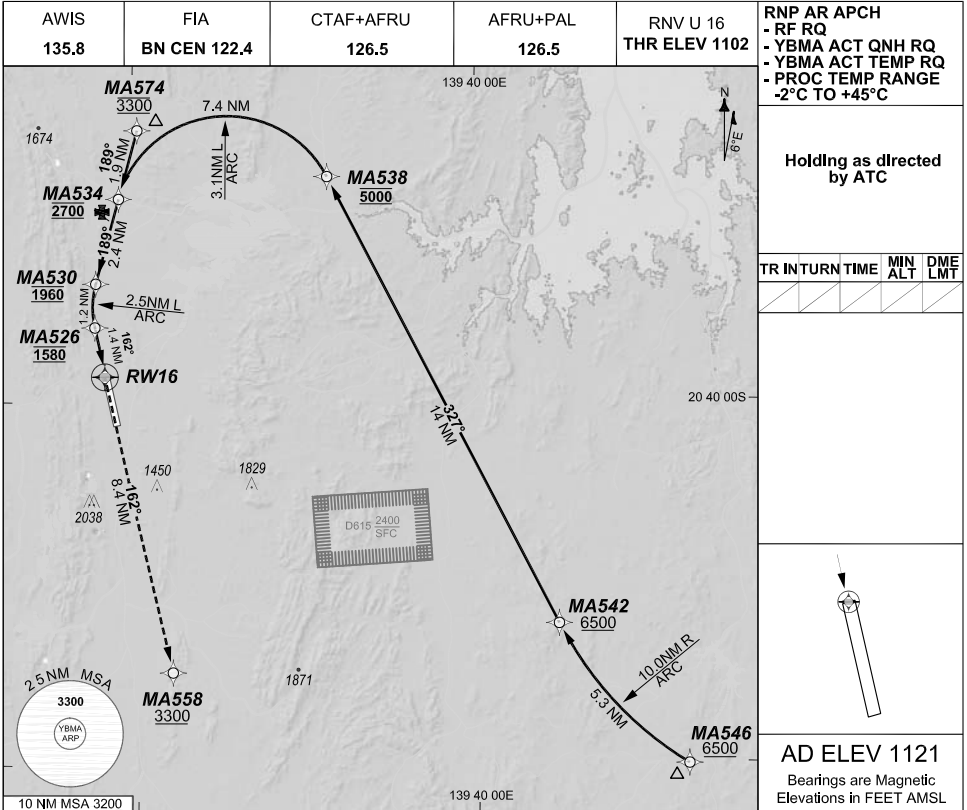 AWIS
135.8
FIA
BN CEN 122.4
CTAF+AFRU
126.5
AFRU+PAL
126.5
RNV U 16
THR ELEV 1102
RNP AR APCH
- RF RQ
- YBMA ACT QNH RQ
- YBMA ACT TEMP RQ
- PROC TEMP RANGE
-2°C TO +45°C
Holding as directed
by ATC
TR IN TURN TIME MIN ALT DME LMT
MA574
3300
139 40 00E
7.4 NM
N
6°E
1674
189°
1.9 NM
3.1NM L
ARC
MA538
5000
MA534
2700
189°
2.4 NM
MA530
1960
2.5NM L
ARC
1.2 NM
MA526
1580
162°
1.4 NM
RW16
20 40 00S
327°
14 NM
1450
1829
2038
162°
8.4 NM
D615 2400
SFC
MA542
6500
10.0NM R
ARC
5.3 NM
1871
MA558
3300
MA546
6500
25 NM MSA
3300
YBMA
ARP
10 NM MSA 3200
139 40 00E
AD ELEV 1121
Bearings are Magnetic
Elevations in FEET AMSL